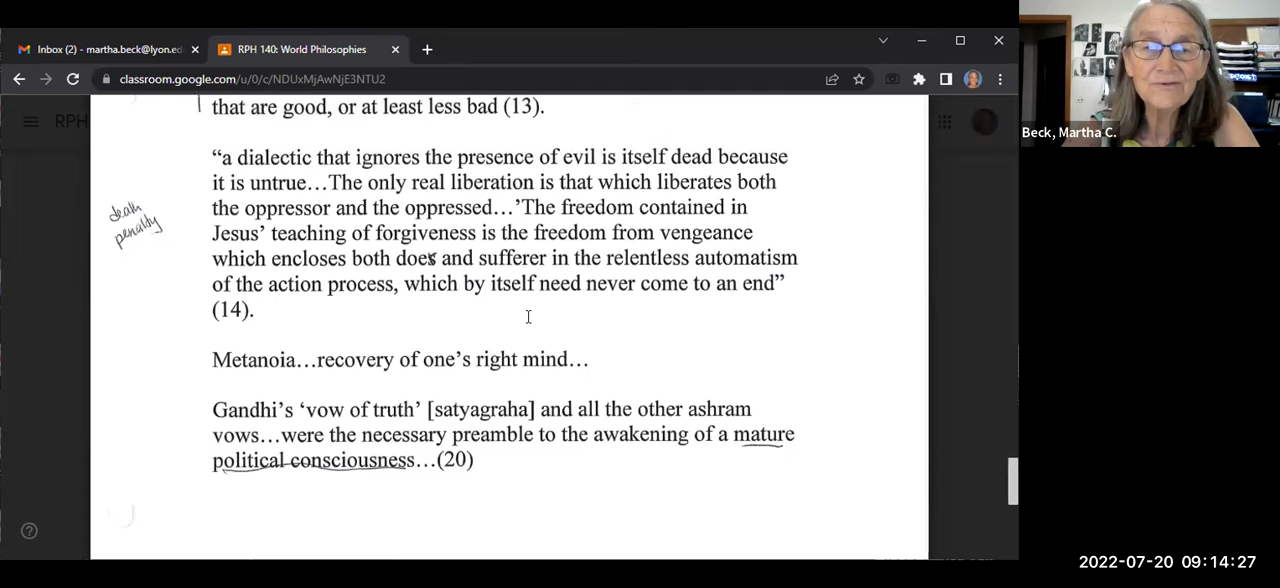 Inbox (2) - martha.beck@lyon.ed
RPH 140: World Philosophies
classroom.google.com/u/0/c/NDUxMjAwNjE3NTU2
RPH
that are good, or at least less bad (13).
“a dialectic that ignores the presence of evil is itself dead because
it is untrue…The only real liberation is that which liberates both
the oppressor and the oppressed…’The freedom contained in
Jesus’ teaching of forgiveness is the freedom from vengeance
which encloses both does and sufferer in the relentless automatism
of the action process, which by itself need never come to an end”
(14).
death
penalty
Metanoia…recovery of one’s right mind…
Gandhi’s ‘vow of truth’ [satyagraha] and all the other ashram
vows…were the necessary preamble to the awakening of a mature
political consciousness…(20)
Beck, Martha C.
2022-07-20 09:14:27